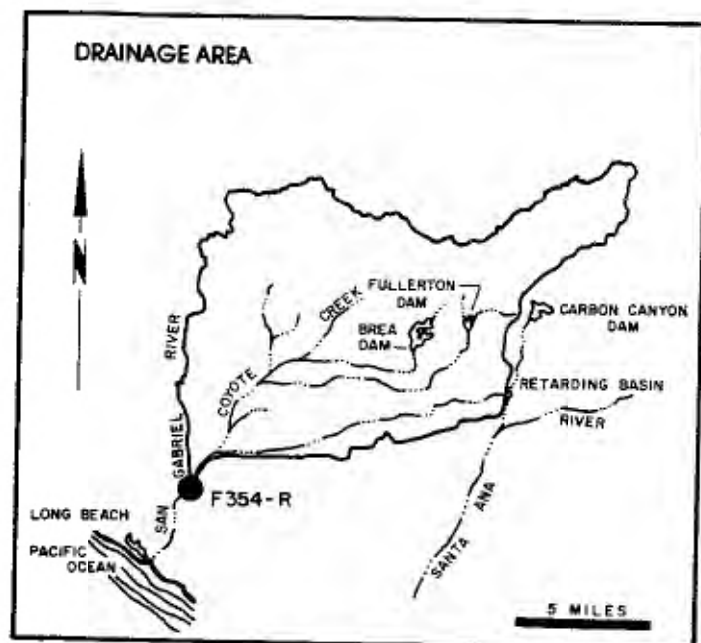 DRAINAGE AREA
N
FULLERTON
DAM
CREEK
BREA
DAM
CARBON CANYON
DAM
RIVER
COYOTE
RETARDING BASIN
RIVER
GABRIEL
F354-R
SAN
ANA
SANTA
LONG BEACH
PACIFIC
OCEAN
5 MILES